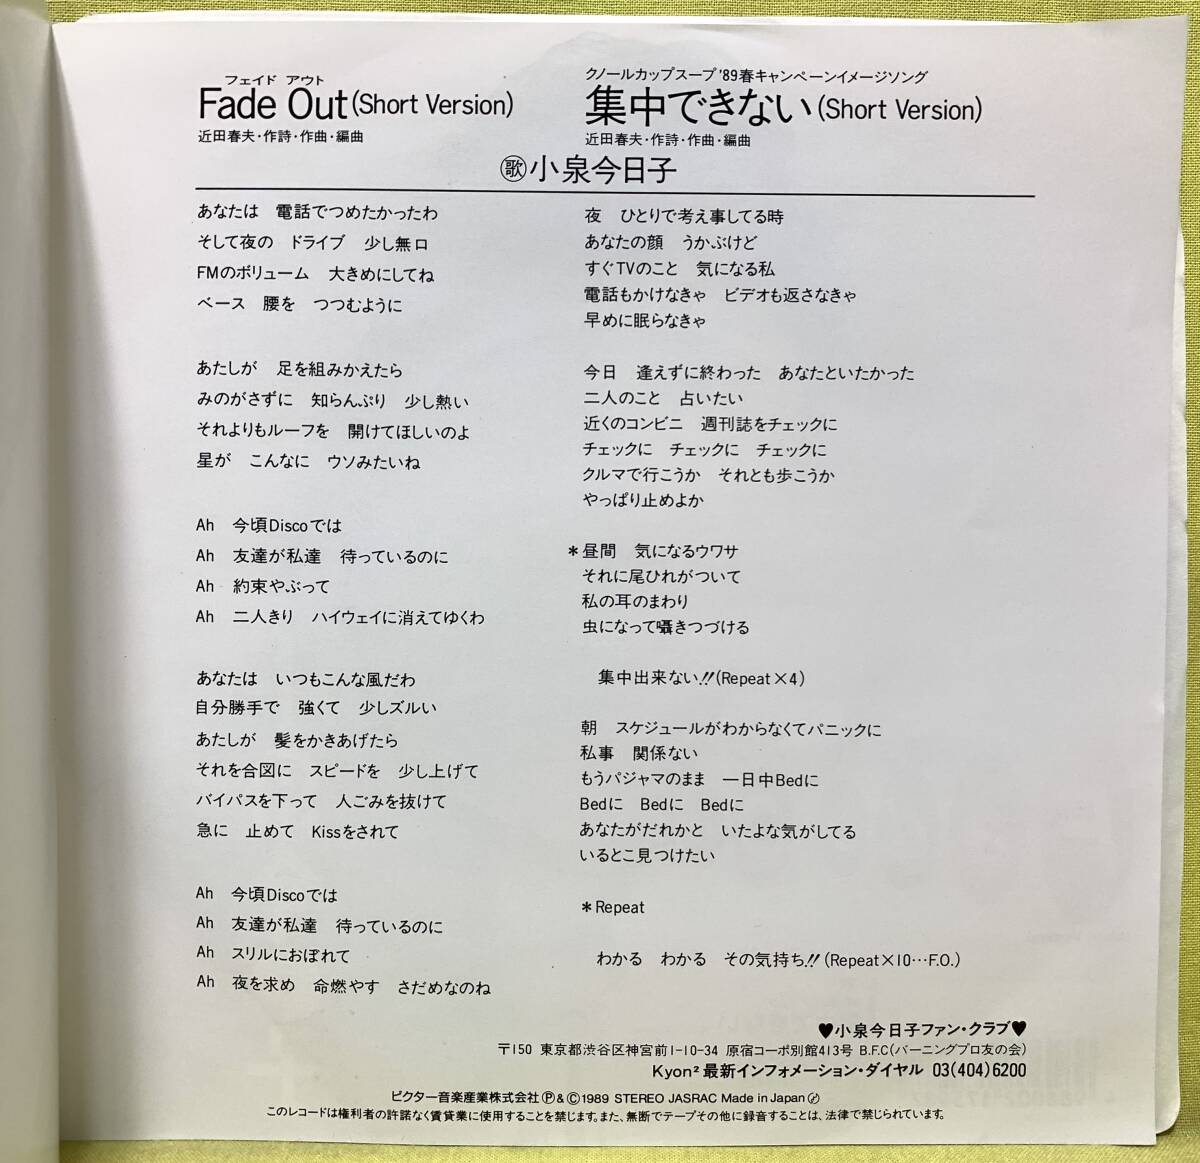 フェイド アウト
Fade Out (Short Version)
近田春夫・作詩・作曲・編曲
クノールカップスープ'89春キャンペーンイメージソング
集中できない (Short Version)
近田春夫・作詩・作曲・編曲
歌 小泉今日子
あなたは 電話でつめたかったわ
そして夜の ドライブ 少し無口
FMのボリューム 大きめにしてね
ベース 腰を つつむように
あたしが 足を組みかえたら
みのがさずに 知らんぷり 少し熱い
それよりもルーフを 開けてほしいのよ
星が こんなに ウソみたいね
Ah 今頃Discoでは
Ah 友達が私達 待っているのに
Ah 約束やぶって
Ah 二人きり ハイウェイに消えてゆくわ
あなたは いつもこんな風だわ
自分勝手で 強くて 少しズルい
あたしが 髪をかきあげたら
それを合図に スピードを 少し上げて
バイパスを下って 人ごみを抜けて
急に 止めて Kissをされて
Ah 今頃Discoでは
Ah 友達が私達 待っているのに
Ah スリルにおぼれて
Ah 夜を求め 命燃やす さだめなのね
夜 ひとりで考え事してる時
あなたの顔 うかぶけど
すぐTVのこと 気になる私
電話もかけなきゃ ビデオも返さなきゃ
早めに眠らなきゃ
今日 逢えずに終わった あなたといたかった
二人のこと 占いたい
近くのコンビニ 週刊誌をチェックに
チェックに チェックに チェックに
クルマで行こうか それとも歩こうか
やっぱり止めよか
*昼間 気になるウワサ
それに尾ひれがついて
私の耳のまわり
虫になって囁きつづける
集中出来ない!!(Repeat×4)
朝 スケジュールがわからなくてパニックに
私事 関係ない
もうパジャマのまま 一日中Bedに
Bedに Bedに Bedに
あなたがだれかと いたよな気がしてる
いるとこ見つけたい
*Repeat
わかる わかる その気持ち!!(Repeat×10…F.O.)
♥小泉今日子ファン・クラブ♥
〒150 東京都渋谷区神宮前1-10-34 原宿コーポ別館413号 B.F.C(バーニングプロ友の会)
Kyon²最新インフォメーション・ダイヤル 03(404)6200
ビクター音楽産業株式会社 Ⓟ&Ⓒ1989 STEREO JASRAC Made in Japan
このレコードは権利者の許諾なく賃貸業に使用することを禁じます。また、無断でテープその他に録音することは、法律で禁じられています。